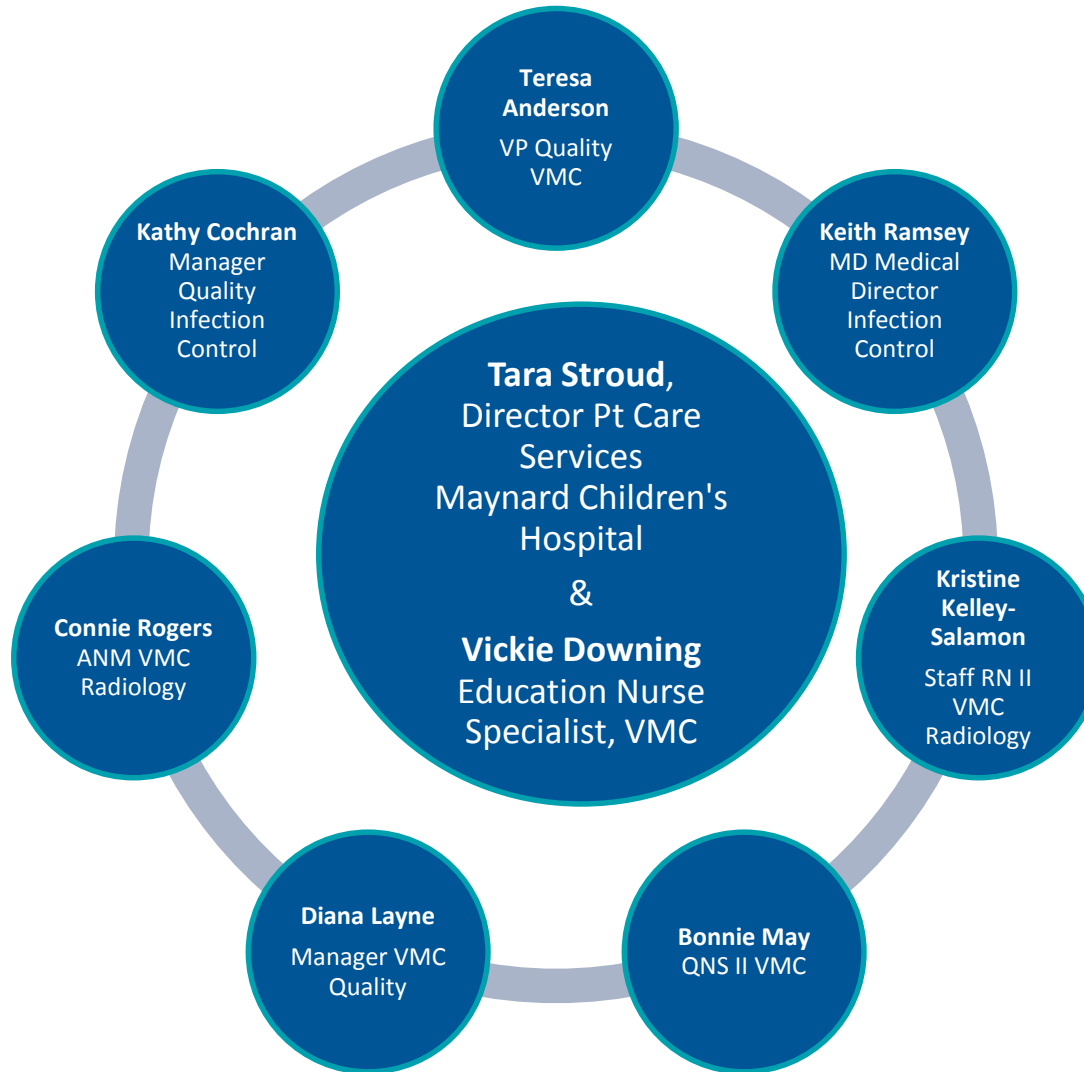 Teresa
Anderson
VP Quality
VMC
Kathy Cochran
Manager
Quality
Infection
Control
Keith Ramsey
MD Medical
Director
Infection
Control
Tara Stroud,
Director Pt Care
Services
Maynard Children's
Hospital
&
Vickie Downing
Education Nurse
Specialist, VMC
Connie Rogers
ANM VMC
Radiology
Kristine
Kelley-
Salamon
Staff RN II
VMC
Radiology
Diana Layne
Manager VMC
Quality
Bonnie May
QNS II VMC